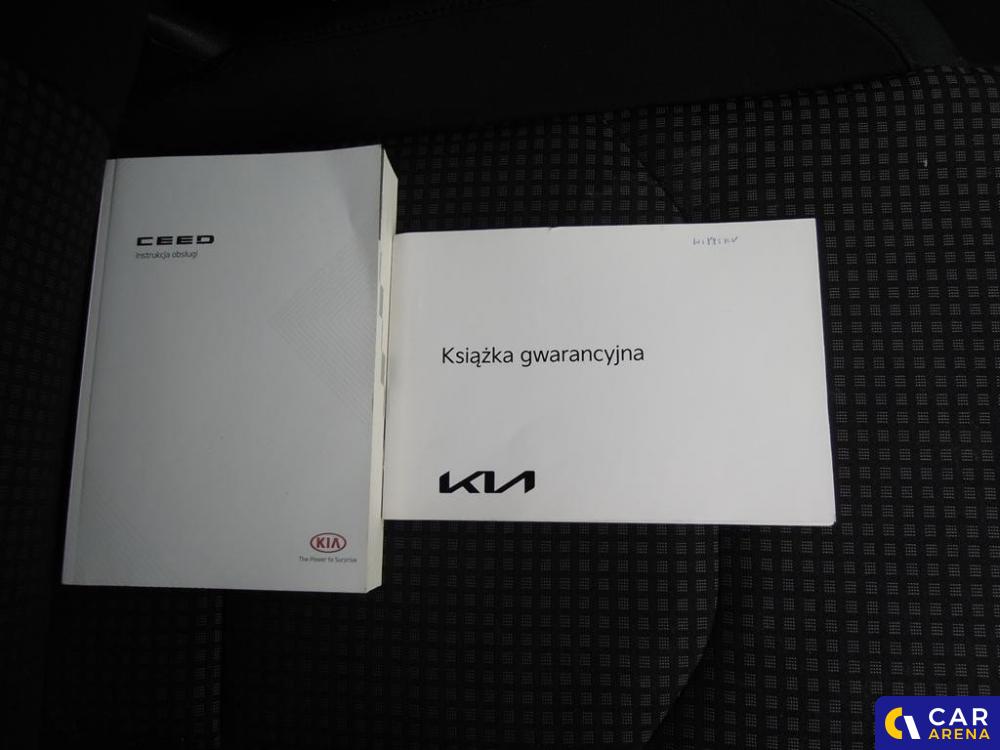 CEED
Instrukcja obsługi
KIA
The Power to Surprise
Książka gwarancyjna
KIA
CAR
ARENA